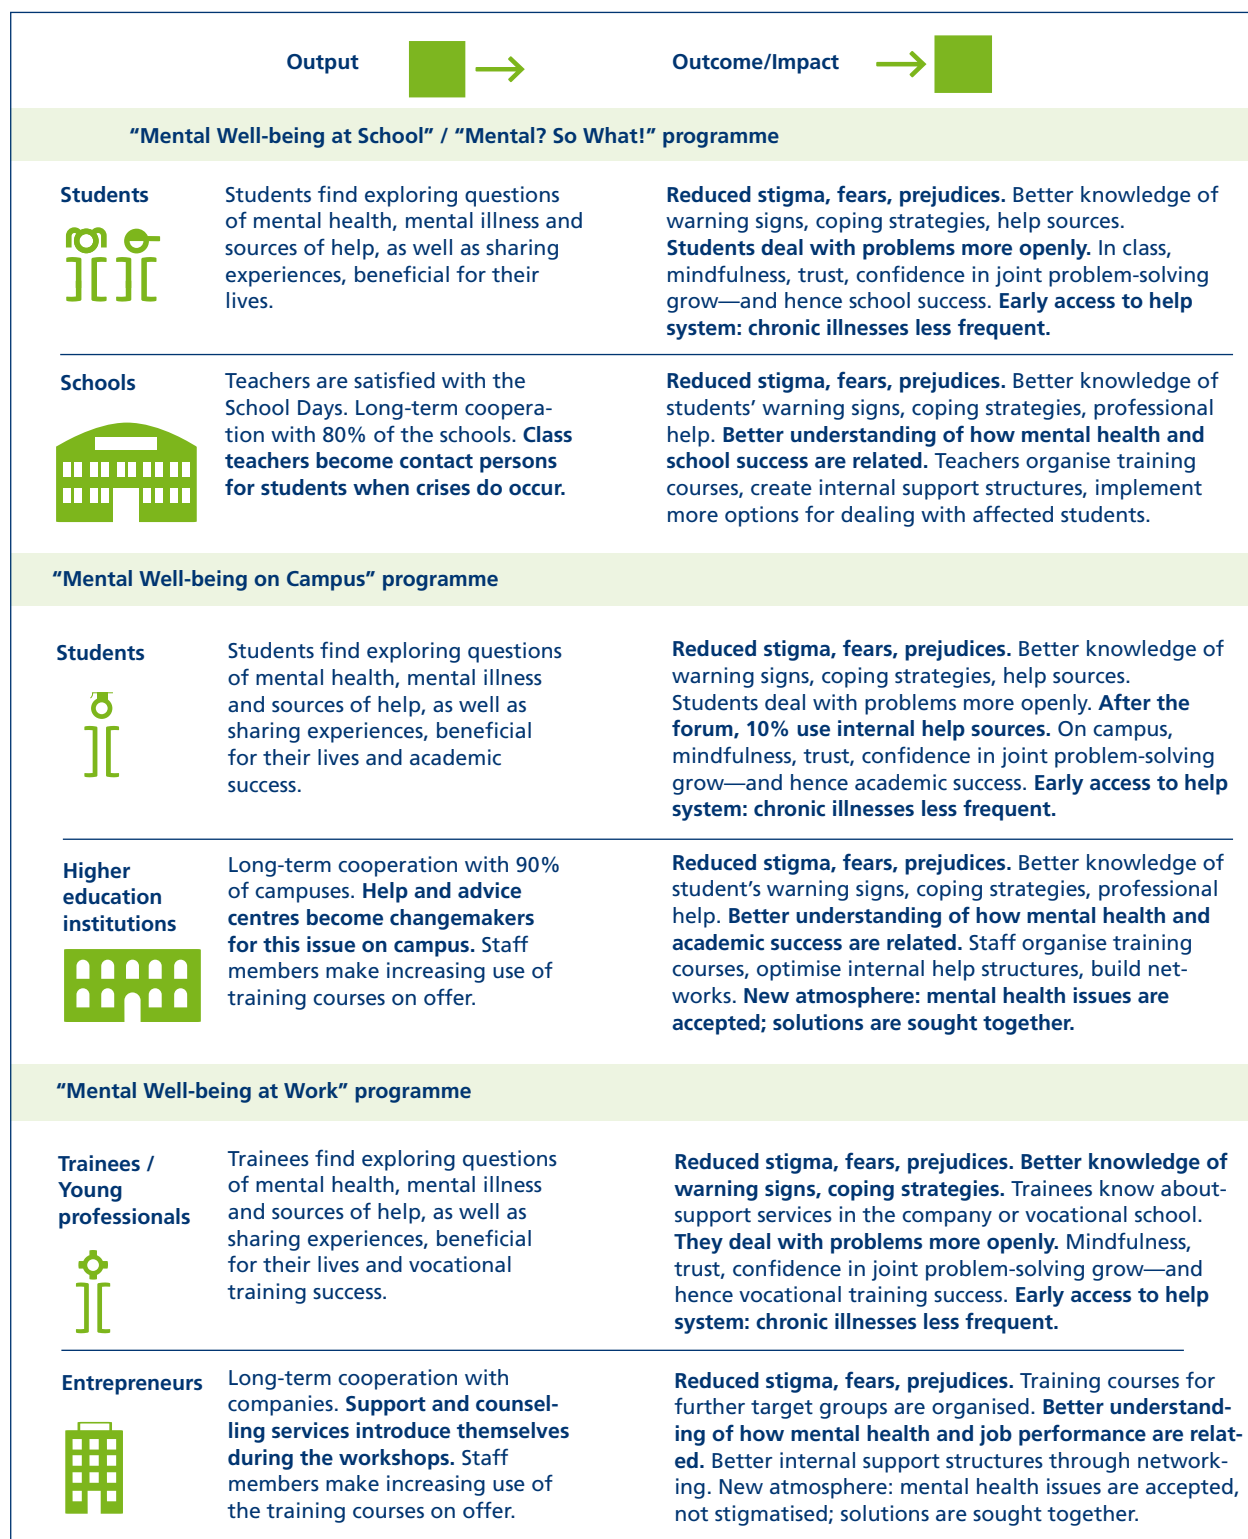 Output
Outcome/Impact
“Mental Well-being at School” / “Mental? So What!” programme
Students
Students find exploring questions
of mental health, mental illness and
sources of help, as well as sharing
experiences, beneficial for their
lives.
Reduced stigma, fears, prejudices. Better knowledge of
warning signs, coping strategies, help sources.
Students deal with problems more openly. In class,
mindfulness, trust, confidence in joint problem-solving
grow—and hence school success. Early access to help
system: chronic illnesses less frequent.
Schools
Teachers are satisfied with the
School Days. Long-term coopera-
tion with 80% of the schools. Class
teachers become contact persons
for students when crises do occur.
Reduced stigma, fears, prejudices. Better knowledge of
students’ warning signs, coping strategies, professional
help. Better understanding of how mental health and
school success are related. Teachers organise training
courses, create internal support structures, implement
more options for dealing with affected students.
“Mental Well-being on Campus” programme
Students
Students find exploring questions
of mental health, mental illness
and sources of help, as well as
sharing experiences, beneficial
for their lives and academic
success.
Reduced stigma, fears, prejudices. Better knowledge of
warning signs, coping strategies, help sources.
Students deal with problems more openly. After the
forum, 10% use internal help sources. On campus,
mindfulness, trust, confidence in joint problem-solving
grow—and hence academic success. Early access to help
system: chronic illnesses less frequent.
Higher
education
institutions
Long-term cooperation with 90%
of campuses. Help and advice
centres become changemakers
for this issue on campus. Staff
members make increasing use of
training courses on offer.
Reduced stigma, fears, prejudices. Better knowledge of
student’s warning signs, coping strategies, professional
help. Better understanding of how mental health and
academic success are related. Staff organise training
courses, optimise internal help structures, build net-
works. New atmosphere: mental health issues are
accepted; solutions are sought together.
“Mental Well-being at Work” programme
Trainees /
Young
professionals
Trainees find exploring questions
of mental health, mental illness
and sources of help, as well as
sharing experiences, beneficial
for their lives and vocational
training success.
Reduced stigma, fears, prejudices. Better knowledge of
warning signs, coping strategies. Trainees know about-
support services in the company or vocational school.
They deal with problems more openly. Mindfulness,
trust, confidence in joint problem-solving grow—and
hence vocational training success. Early access to help
system: chronic illnesses less frequent.
Entrepreneurs
Long-term cooperation with
companies. Support and counsel-
ling services introduce themselves
during the workshops. Staff
members make increasing use of
the training courses on offer.
Reduced stigma, fears, prejudices. Training courses for
further target groups are organised. Better understand-
ing of how mental health and job performance are relat-
ed. Better internal support structures through network-
ing. New atmosphere: mental health issues are accepted,
not stigmatised; solutions are sought together.